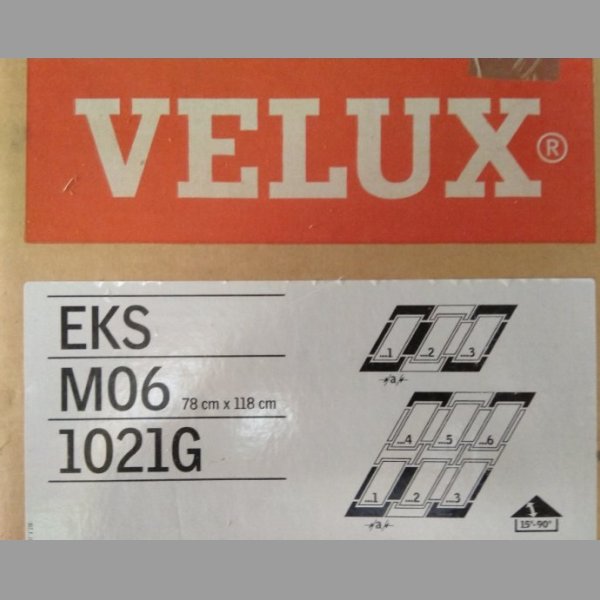 VELUX®
EKS
M06 78 cm x 118 cm
1021G
...1 ...2 ...3
a
...4 ...5 ...6
...1 ...2 ...3
a
15°-90°